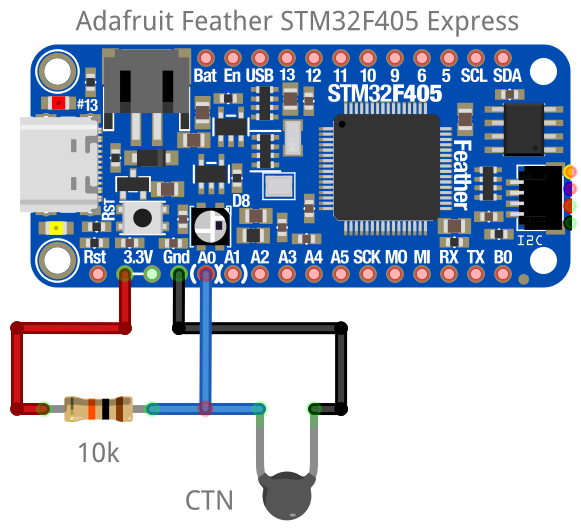 Adafruit Feather STM32F405 Express
Bat En USB 13 12 11 10 9 6 5 SCL SDA
#13
STM32F405
Feather
RST
D8
I2C
Rst 3.3V Gnd A0 A1 A2 A3 A4 A5 SCK MO MI RX TX B0
10k
CTN